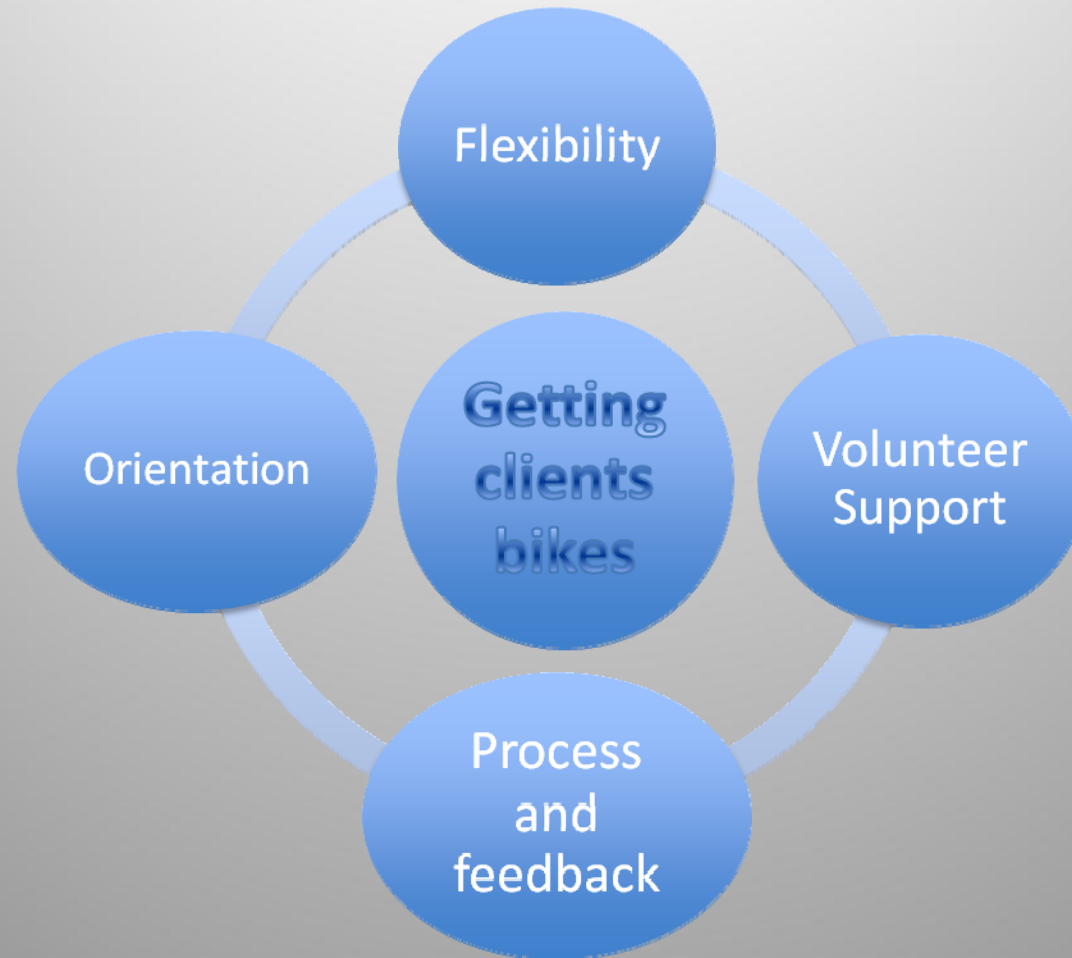 Flexibility
Orientation
Getting
clients
bikes
Volunteer
Support
Process
and
feedback